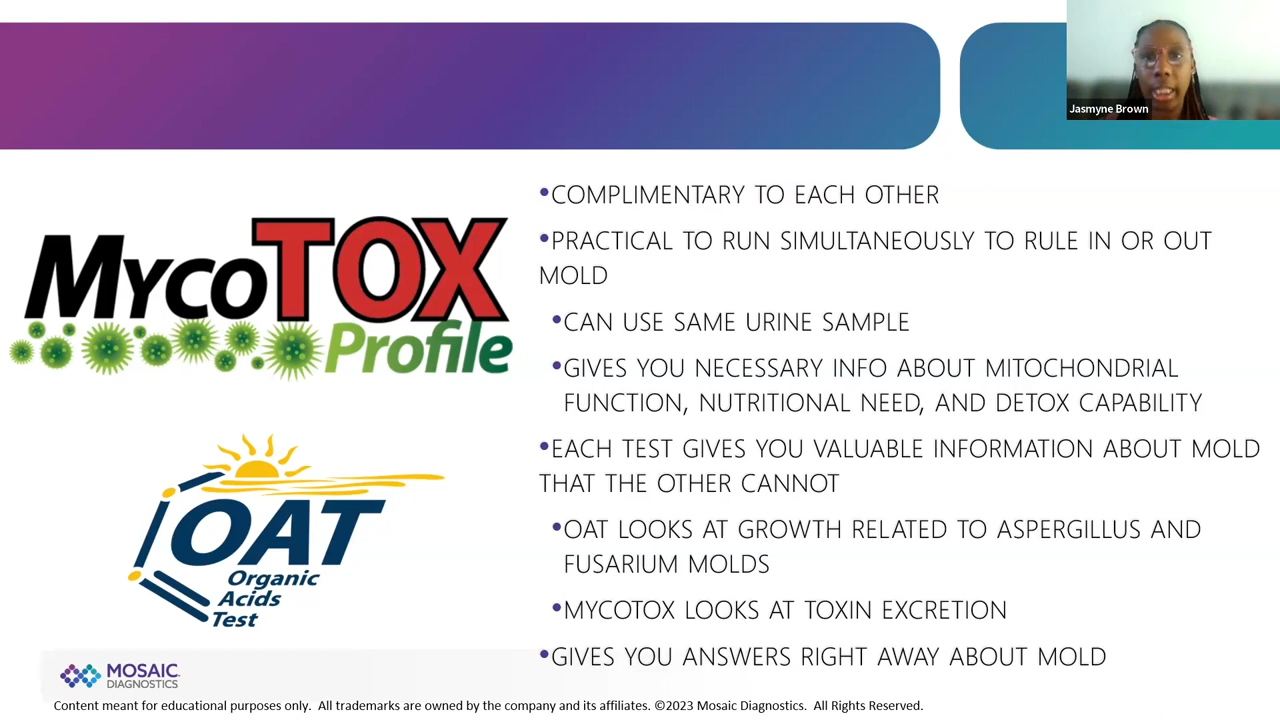 Jasmyne Brown
MYCOTOX
Profile
OAT
Organic
Acids
Test
•COMPLIMENTARY TO EACH OTHER
•PRACTICAL TO RUN SIMULTANEOUSLY TO RULE IN OR OUT
MOLD
•CAN USE SAME URINE SAMPLE
•GIVES YOU NECESSARY INFO ABOUT MITOCHONDRIAL
FUNCTION, NUTRITIONAL NEED, AND DETOX CAPABILITY
•EACH TEST GIVES YOU VALUABLE INFORMATION ABOUT MOLD
THAT THE OTHER CANNOT
•OAT LOOKS AT GROWTH RELATED TO ASPERGILLUS AND
FUSARIUM MOLDS
•MYCOTOX LOOKS AT TOXIN EXCRETION
•GIVES YOU ANSWERS RIGHT AWAY ABOUT MOLD
MOSAIC
DIAGNOSTICS
Content meant for educational purposes only.  All trademarks are owned by the company and its affiliates. ©2023 Mosaic Diagnostics.  All Rights Reserved.